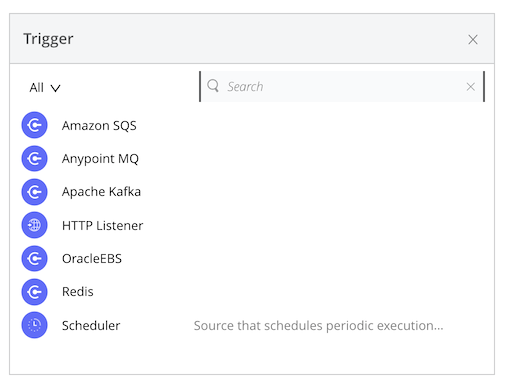 Trigger
All
Search
Amazon SQS
Anypoint MQ
Apache Kafka
HTTP Listener
OracleEBS
Redis
Scheduler Source that schedules periodic execution...